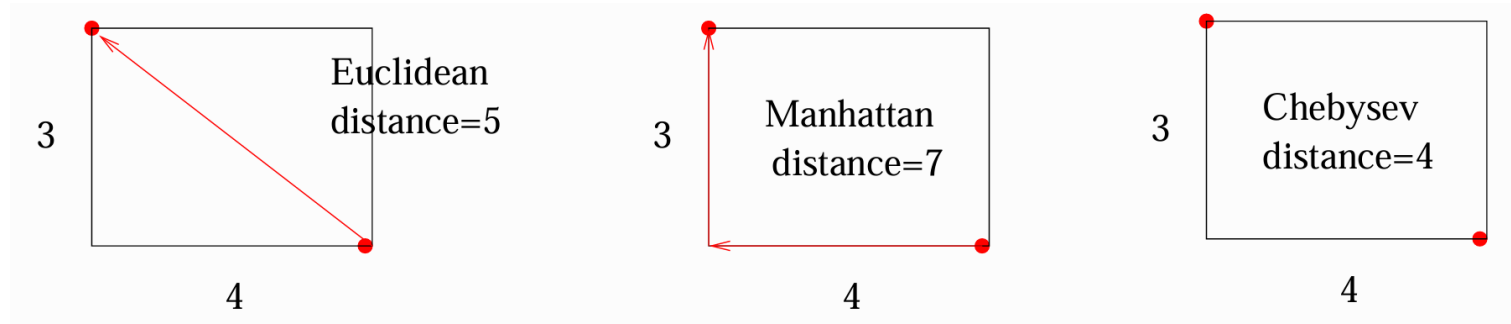 Euclidean
distance=5
3
4
Manhattan
distance=7
3
4
Chebysev
distance=4
3
4